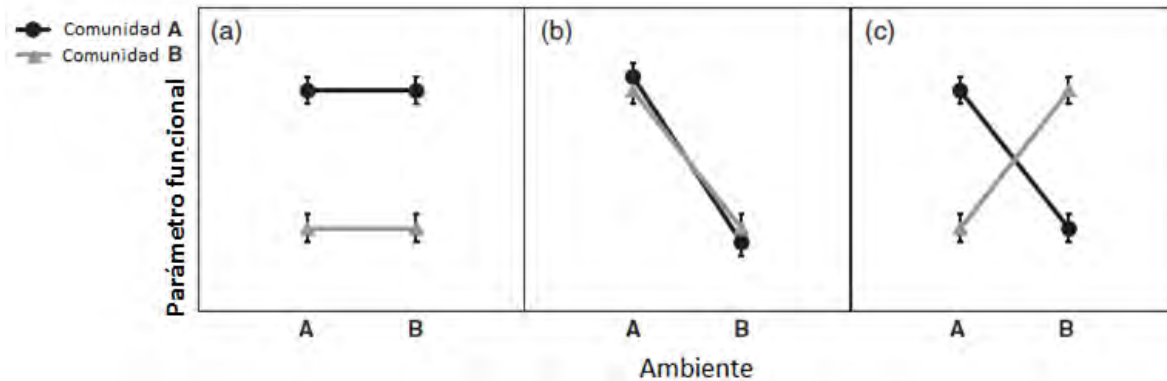 Comunidad A
Comunidad B
(a)
(b)
(c)
Parámetro funcional
A
B
A
B
A
B
Ambiente